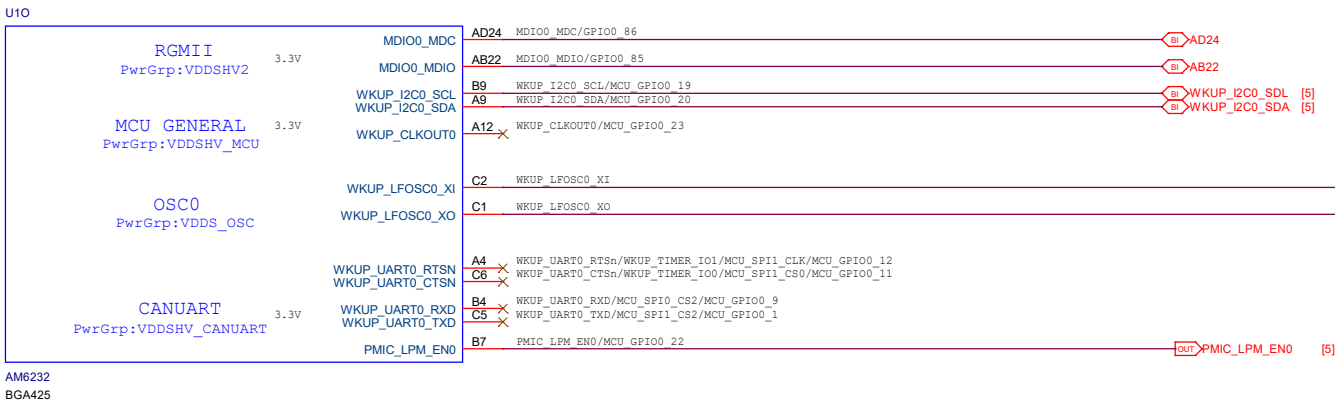 U1O
RGMII
PwrGrp:VDDSHV2
3.3V
MDIO0_MDC AD24 MDIO0_MDC/GPIO0_86 BI AD24
MDIO0_MDIO AB22 MDIO0_MDIO/GPIO0_85 BI AB22
WKUP_I2C0_SCL B9 WKUP_I2C0_SCL/MCU_GPIO0_19 BI WKUP_I2C0_SDL [5]
WKUP_I2C0_SDA A9 WKUP_I2C0_SDA/MCU_GPIO0_20 BI WKUP_I2C0_SDA [5]
MCU GENERAL
PwrGrp:VDDSHV_MCU
3.3V
WKUP_CLKOUT0 A12 WKUP_CLKOUT0/MCU_GPIO0_23
WKUP_LFOSC0_XI C2 WKUP_LFOSC0_XI
OSC0
PwrGrp:VDDS_OSC
WKUP_LFOSC0_XO C1 WKUP_LFOSC0_XO
WKUP_UART0_RTSN A4 WKUP_UART0_RTSn/WKUP_TIMER_IO1/MCU_SPI1_CLK/MCU_GPIO0_12
WKUP_UART0_CTSN C6 WKUP_UART0_CTSn/WKUP_TIMER_IO0/MCU_SPI1_CS0/MCU_GPIO0_11
CANUART
PwrGrp:VDDSHV_CANUART
3.3V
WKUP_UART0_RXD B4 WKUP_UART0_RXD/MCU_SPI0_CS2/MCU_GPIO0_9
WKUP_UART0_TXD C5 WKUP_UART0_TXD/MCU_SPI1_CS2/MCU_GPIO0_1
PMIC_LPM_EN0 B7 PMIC_LPM_EN0/MCU_GPIO0_22 OUT PMIC_LPM_EN0 [5]
AM6232
BGA425